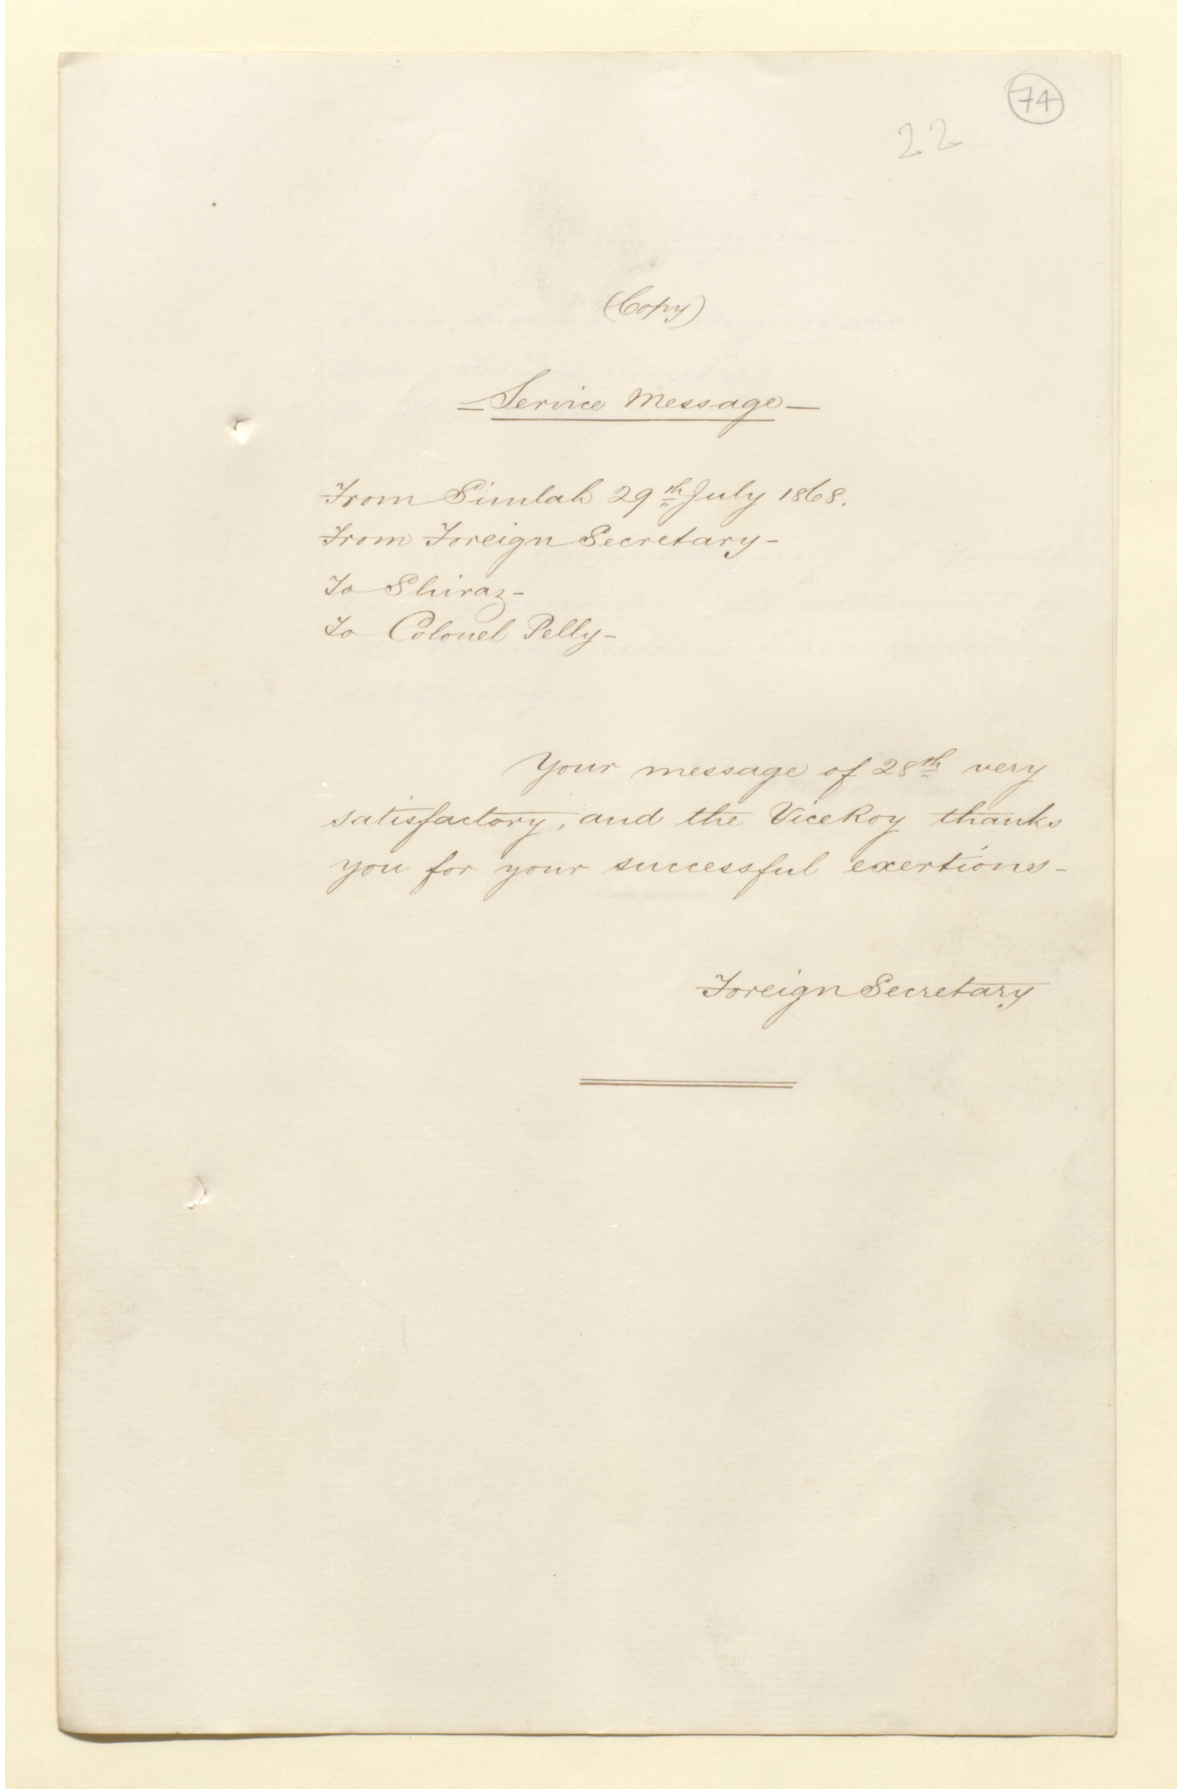 74
22
(Copy)
Service Message
From Simlah 29th July 1868.
From Foreign Secretary-
To Shiraz-
To Colonel Pelly-
Your message of 28th very
satisfactory, and the ViceRoy thanks
you for your successful exertions-
Foreign Secretary